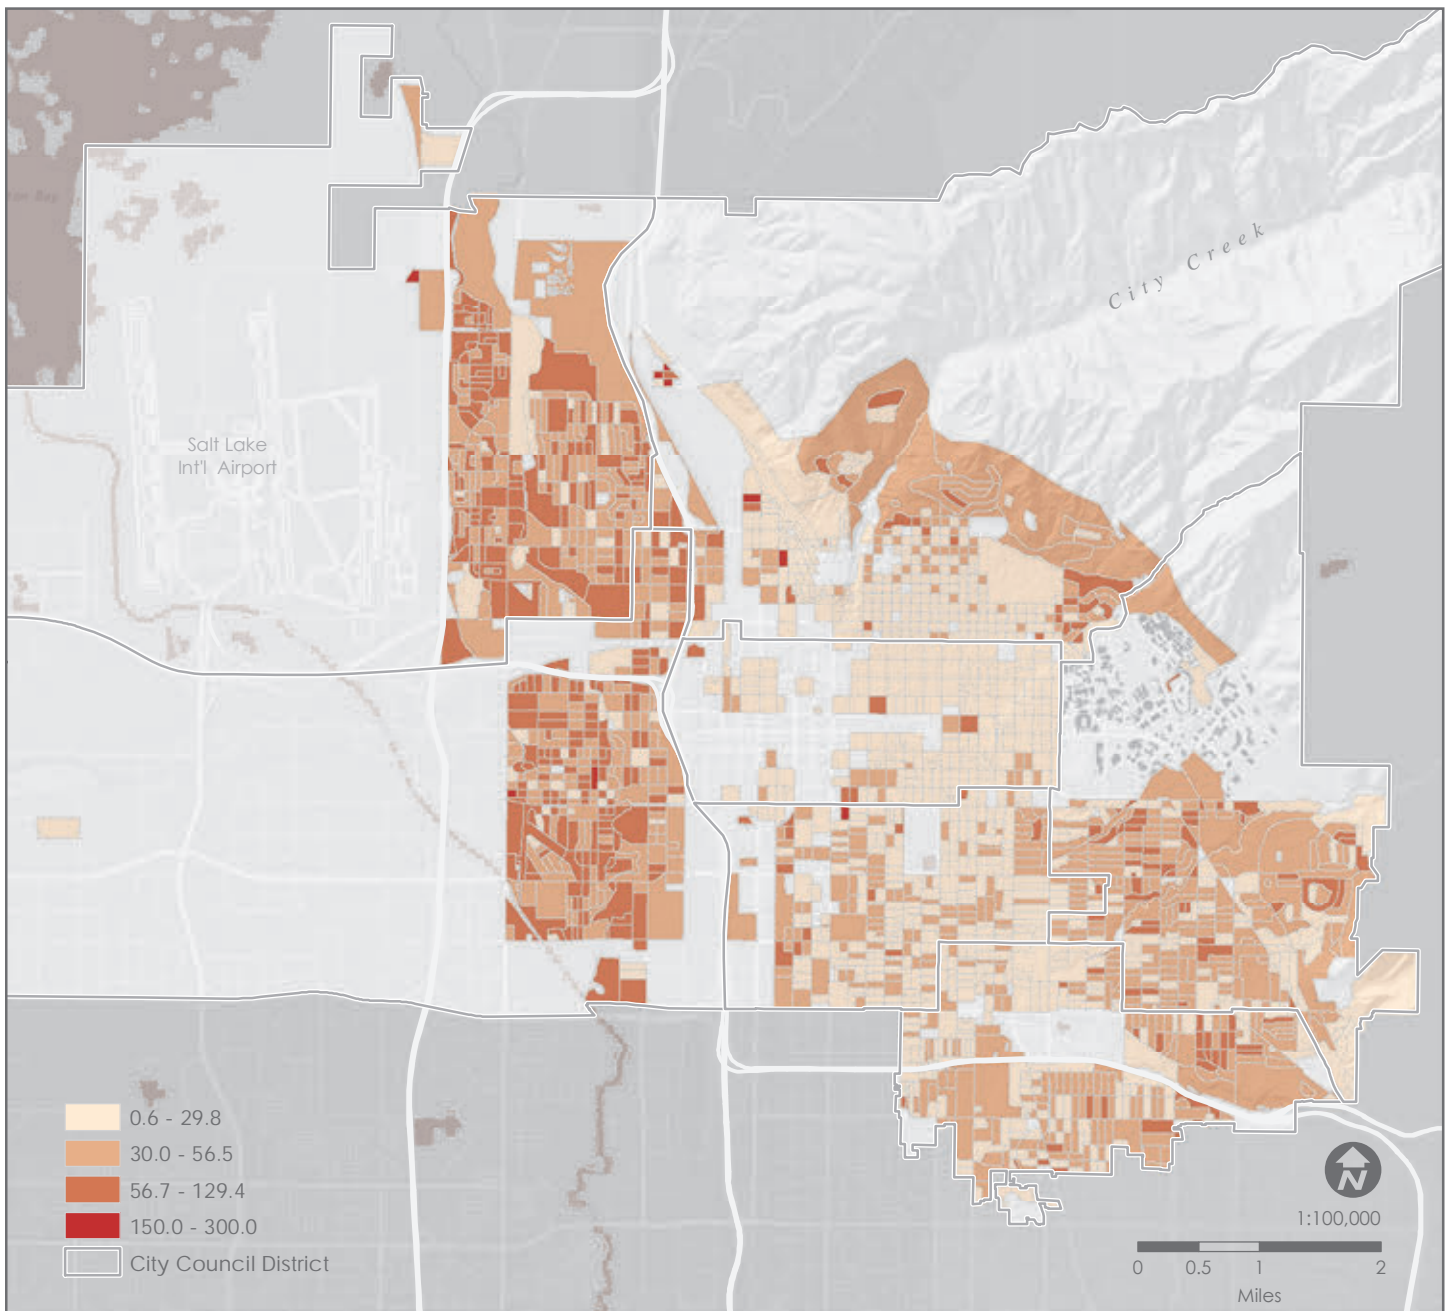 City Creek
Salt Lake
Int'l Airport
0.6 - 29.8
30.0 - 56.5
56.7 - 129.4
150.0 - 300.0
City Council District
N
1:100,000
0 0.5 1 2
Miles